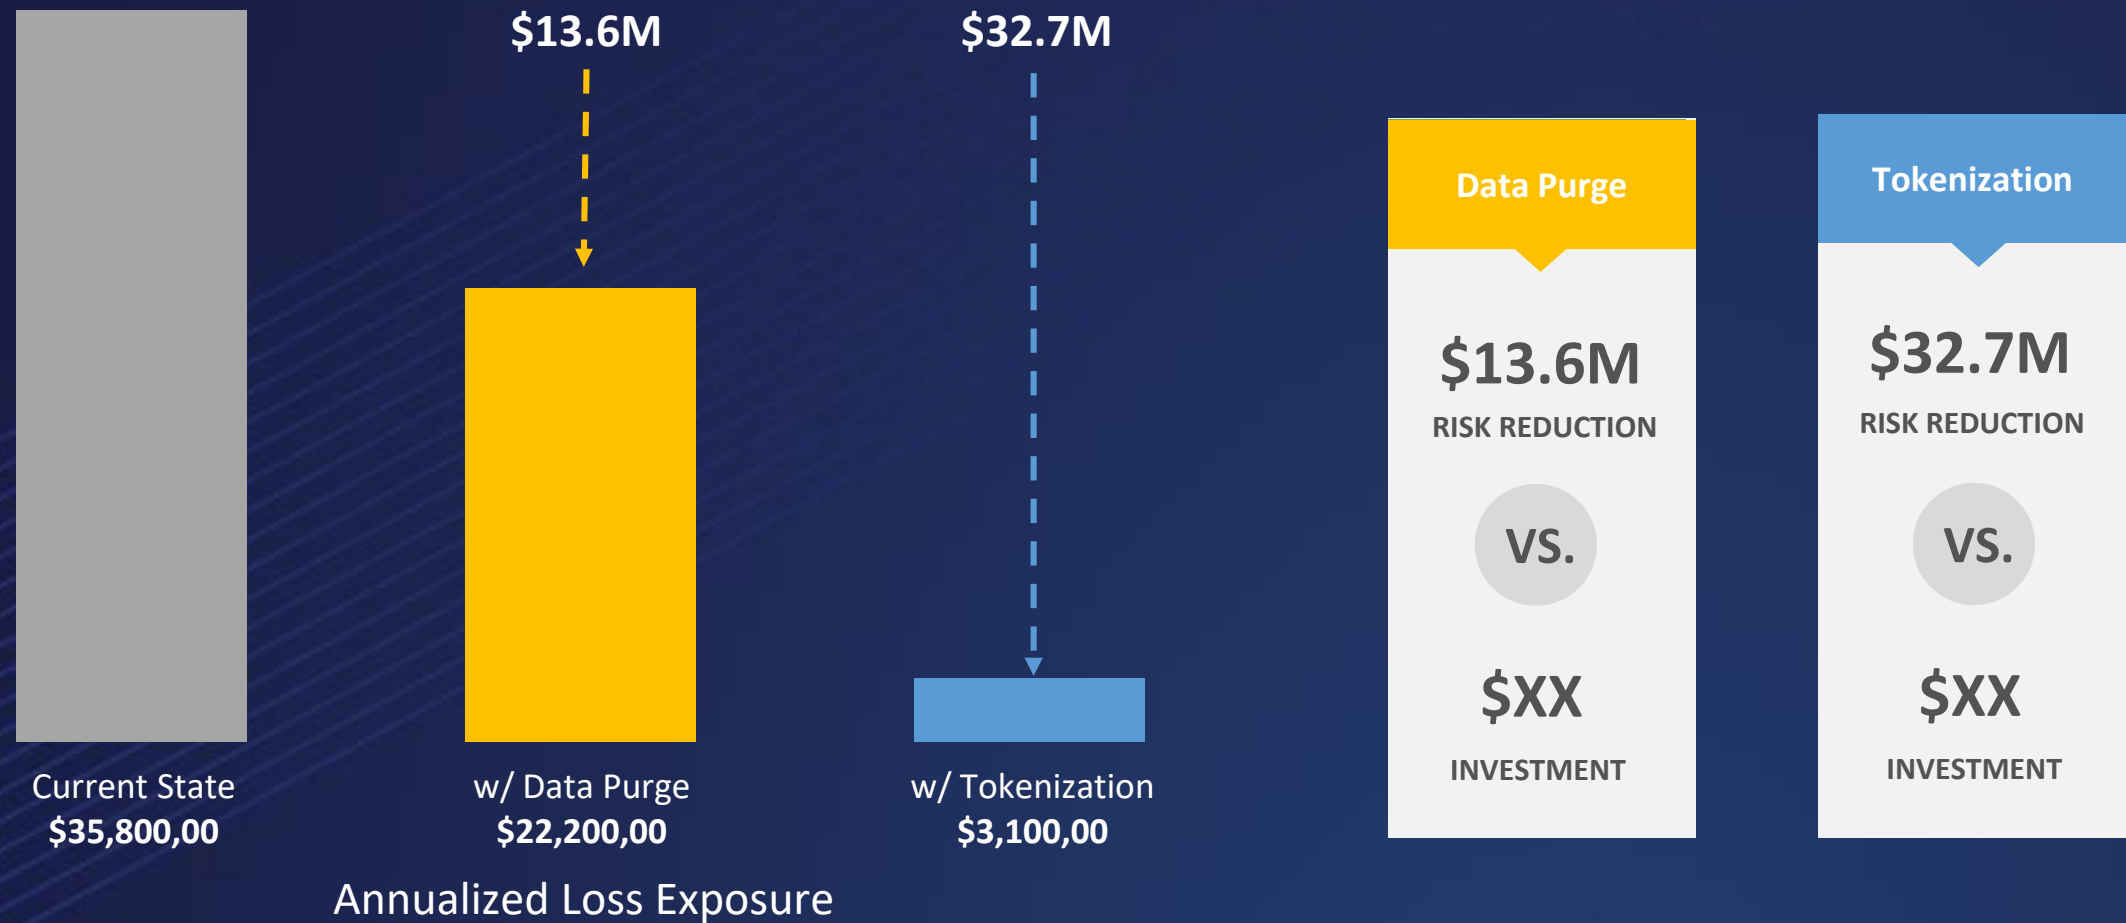 $13.6M
$32.7M
Current State
$35,800,00
w/ Data Purge
$22,200,00
w/ Tokenization
$3,100,00
Annualized Loss Exposure
Data Purge
$13.6M
RISK REDUCTION
VS.
$XX
INVESTMENT
Tokenization
$32.7M
RISK REDUCTION
VS.
$XX
INVESTMENT